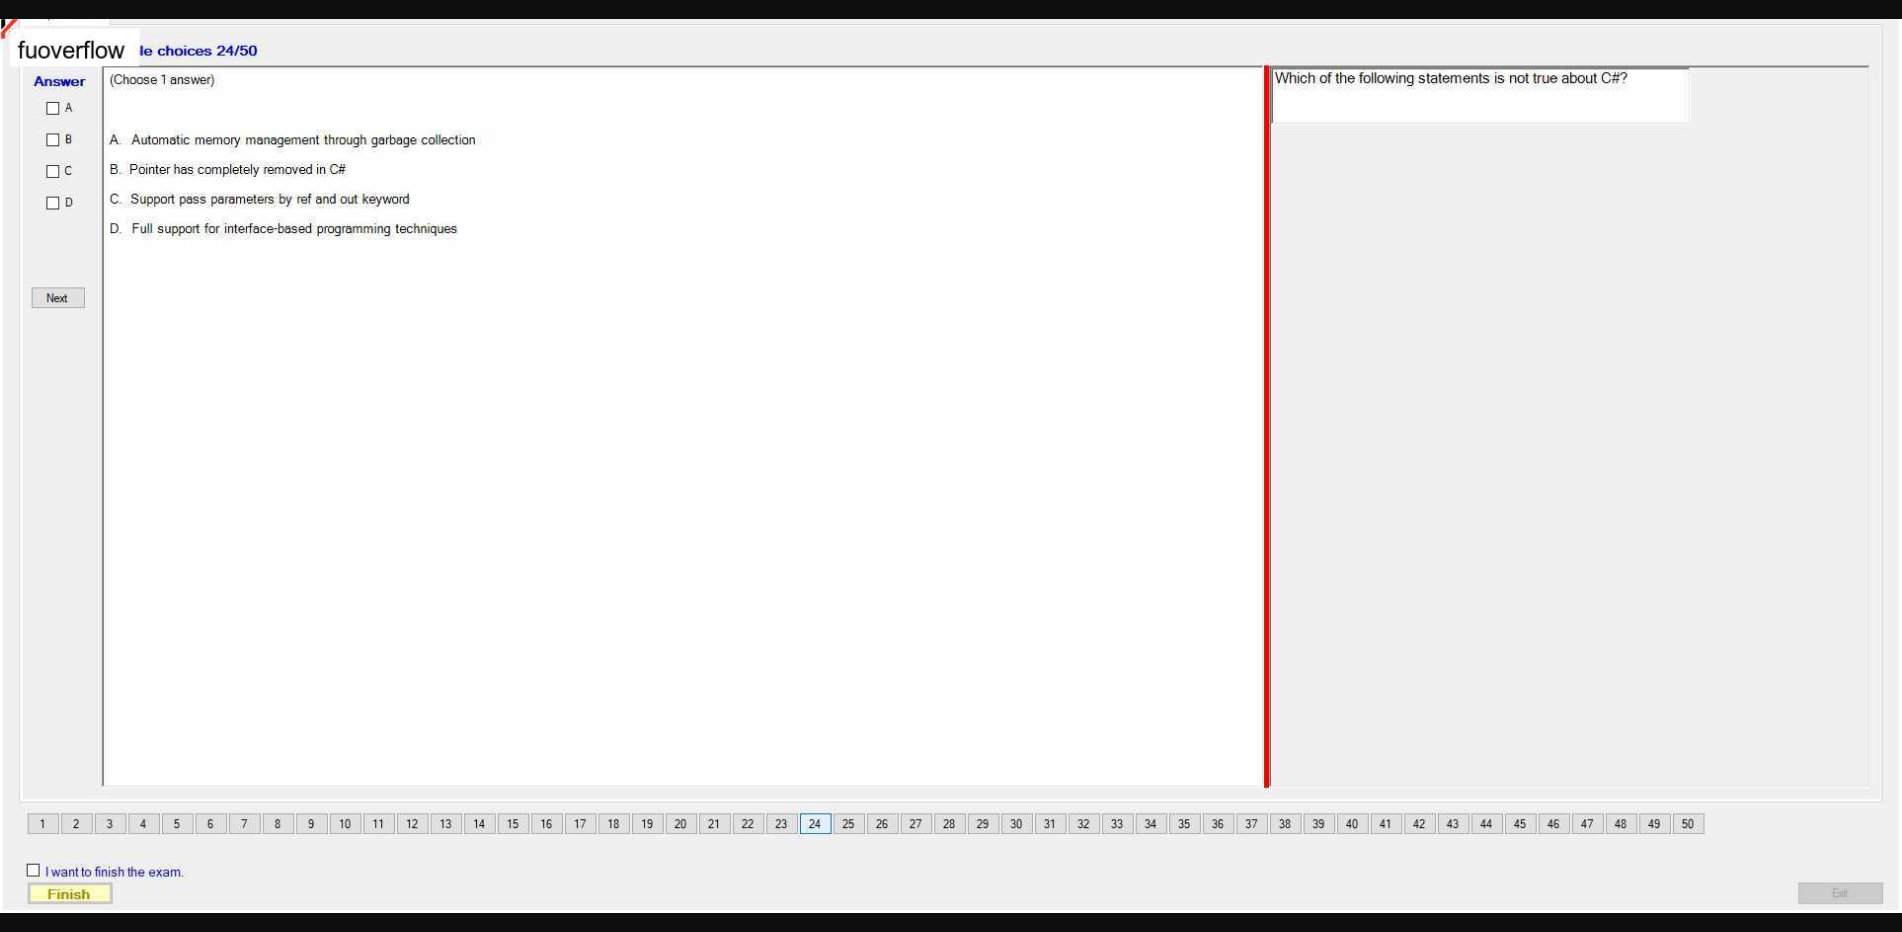 fuoverflow le choices 24/50
Answer
(Choose 1 answer)
Which of the following statements is not true about C#?
A
B
C
D
A. Automatic memory management through garbage collection
B. Pointer has completely removed in C#
C. Support pass parameters by ref and out keyword
D. Full support for interface-based programming techniques
Next
1 2 3 4 5 6 7 8 9 10 11 12 13 14 15 16 17 18 19 20 21 22 23 24 25 26 27 28 29 30 31 32 33 34 35 36 37 38 39 40 41 42 43 44 45 46 47 48 49 50
I want to finish the exam.
Finish
Exit